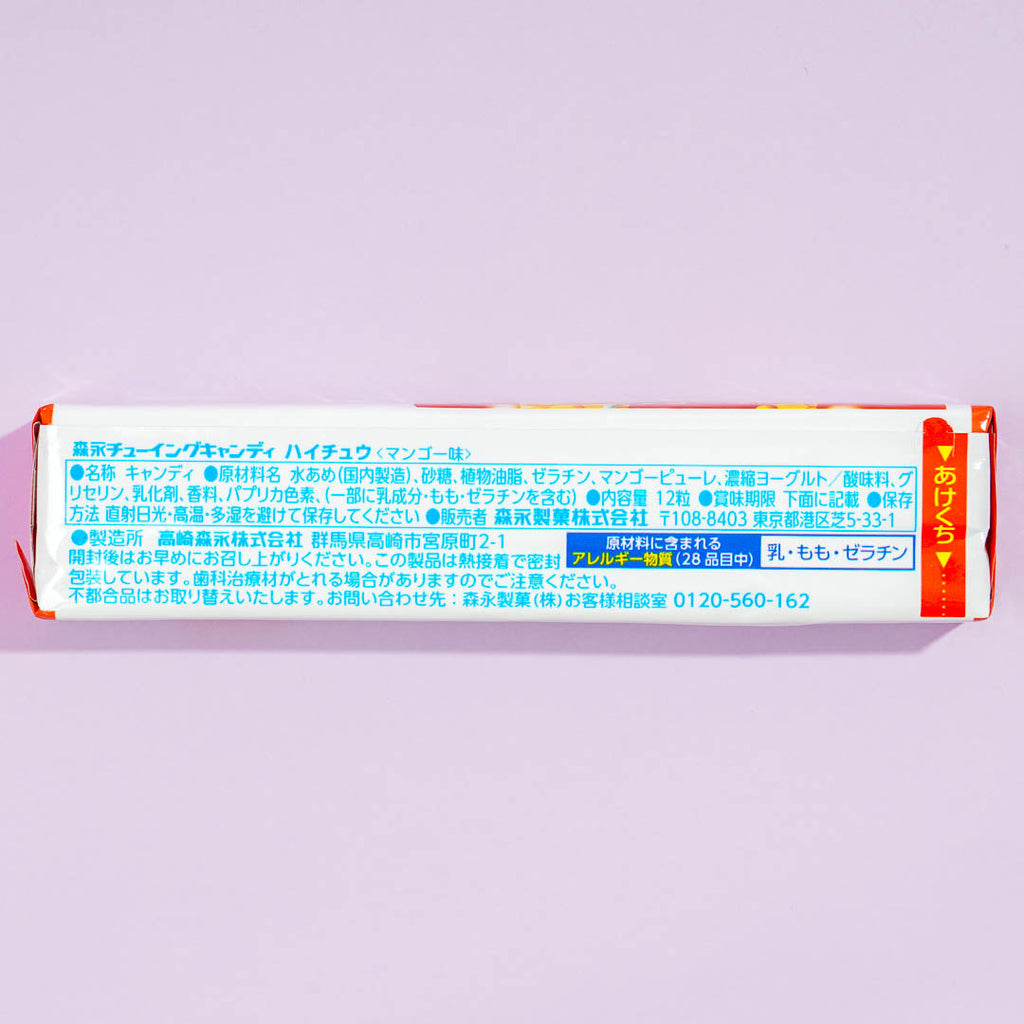 森永チューイングキャンディ ハイチュウ〈マンゴー味〉
●名称 キャンディ ●原材料名 水あめ(国内製造)、砂糖、植物油脂、ゼラチン、マンゴーピューレ、濃縮ヨーグルト／酸味料、グ
リセリン、乳化剤、香料、パプリカ色素、(一部に乳成分・もも・ゼラチンを含む) ●内容量 12粒 ●賞味期限 下面に記載 ●保存
方法 直射日光・高温・多湿を避けて保存してください ●販売者 森永製菓株式会社 〒108-8403 東京都港区芝5-33-1
●製造所 高崎森永株式会社 群馬県高崎市宮原町2-1
開封後はお早めにお召し上がりください。この製品は熱接着で密封
包装しています。歯科治療材がとれる場合がありますのでご注意ください。
不都合品はお取り替えいたします。お問い合わせ先：森永製菓(株)お客様相談室 0120-560-162
原材料に含まれる
アレルギー物質(28品目中)
乳・もも・ゼラチン
▼あけくち▼